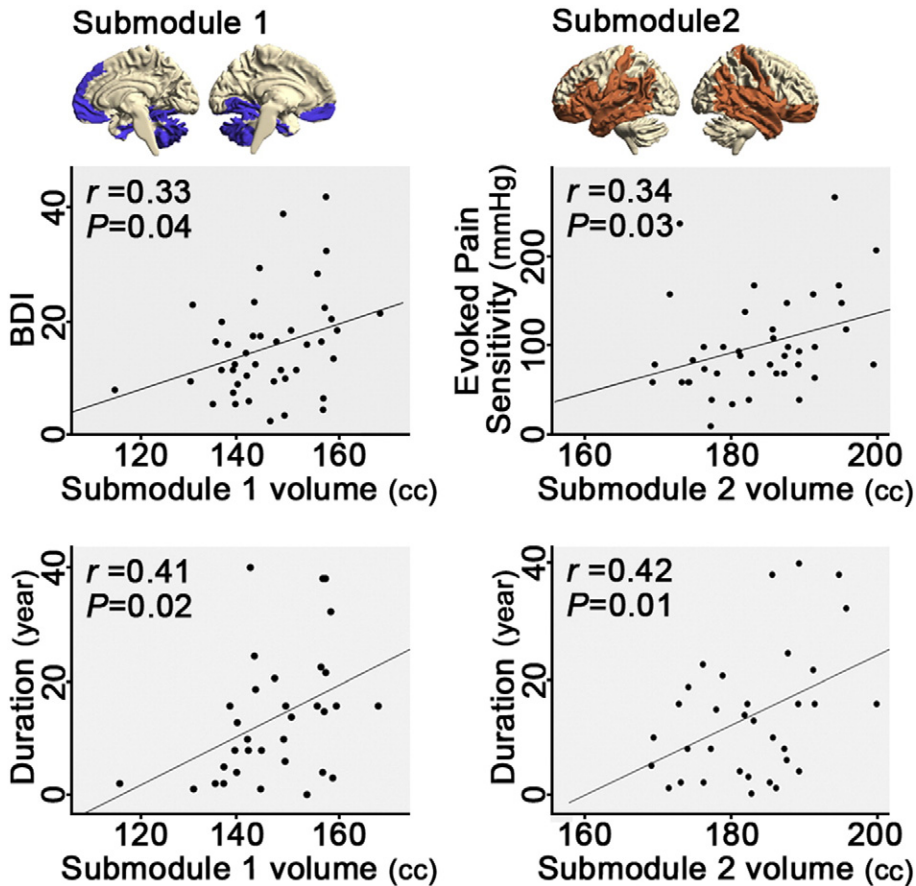 Submodule 1
Submodule2
r =0.33
P=0.04
BDI
40
20
0
120 140 160
Submodule 1 volume (cc)
r =0.34
P=0.03
Evoked Pain
Sensitivity (mmHg)
200
100
0
160 180 200
Submodule 2 volume (cc)
r =0.41
P=0.02
Duration (year)
40
20
0
120 140 160
Submodule 1 volume (cc)
r =0.42
P=0.01
Duration (year)
40
20
0
160 180 200
Submodule 2 volume (cc)